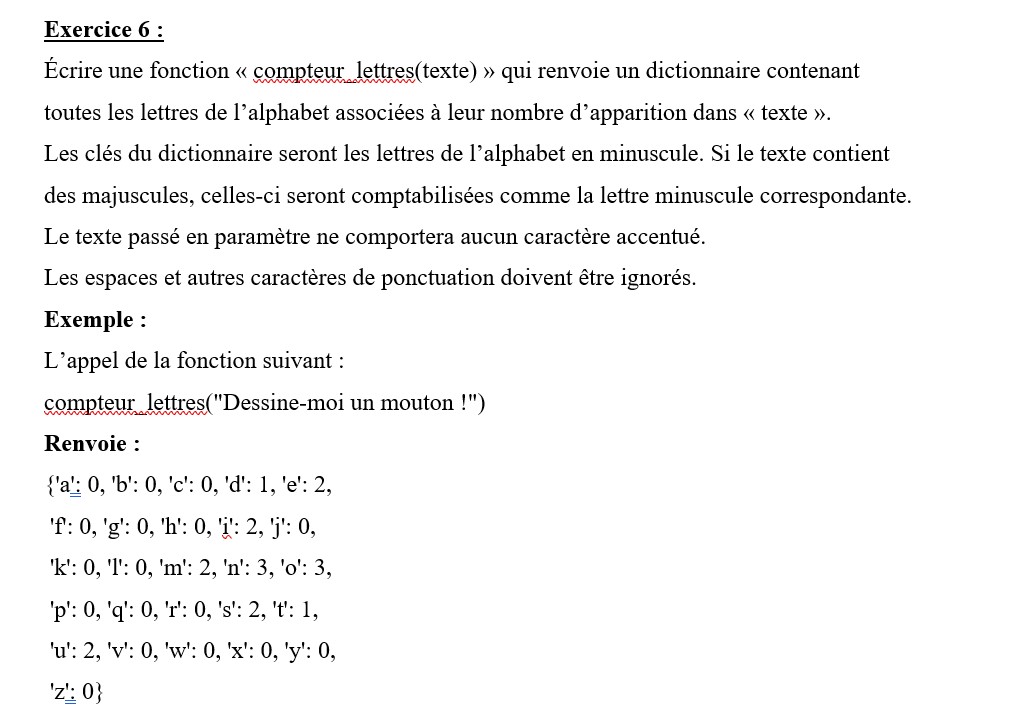 Exercice 6 :
Écrire une fonction « compteur_lettres(texte) » qui renvoie un dictionnaire contenant
toutes les lettres de l’alphabet associées à leur nombre d’apparition dans « texte ».
Les clés du dictionnaire seront les lettres de l’alphabet en minuscule. Si le texte contient
des majuscules, celles-ci seront comptabilisées comme la lettre minuscule correspondante.
Le texte passé en paramètre ne comportera aucun caractère accentué.
Les espaces et autres caractères de ponctuation doivent être ignorés.
Exemple :
L’appel de la fonction suivant :
compteur_lettres("Dessine-moi un mouton !")
Renvoie :
{'a': 0, 'b': 0, 'c': 0, 'd': 1, 'e': 2,
'f': 0, 'g': 0, 'h': 0, 'i': 2, 'j': 0,
'k': 0, 'l': 0, 'm': 2, 'n': 3, 'o': 3,
'p': 0, 'q': 0, 'r': 0, 's': 2, 't': 1,
'u': 2, 'v': 0, 'w': 0, 'x': 0, 'y': 0,
'z': 0}